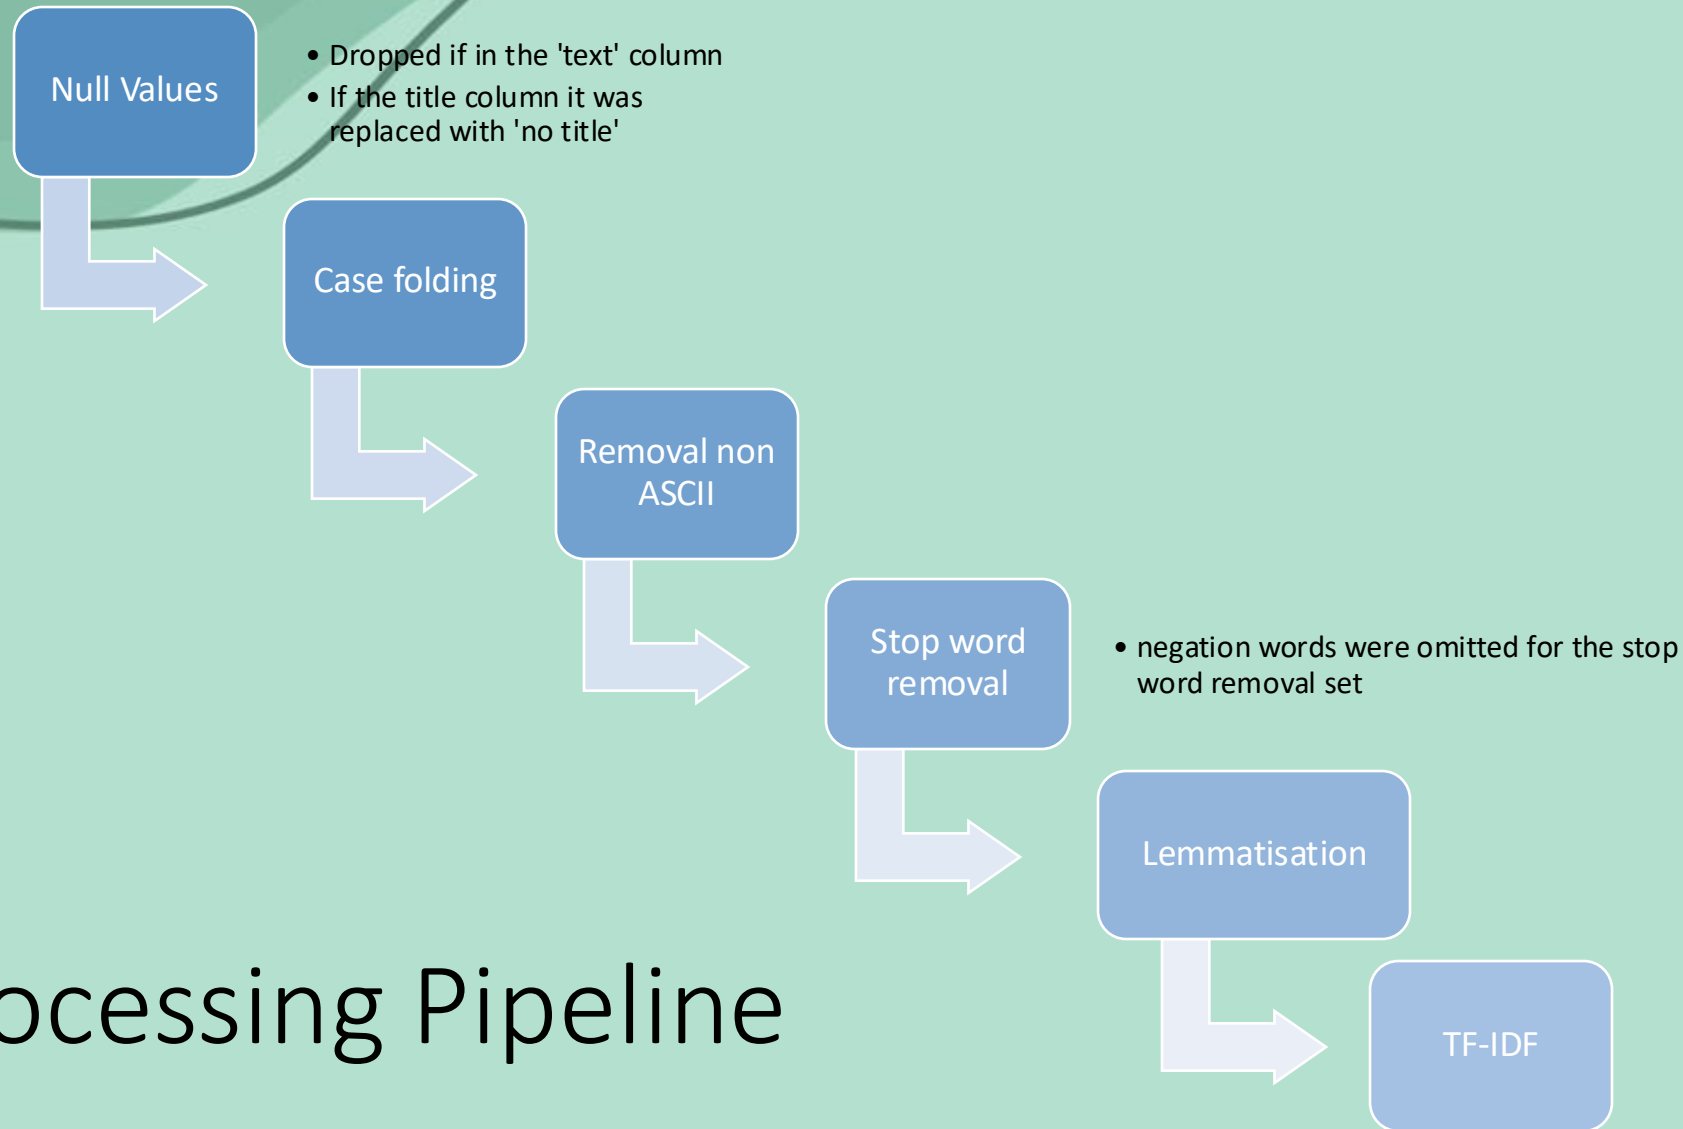 Null Values
• Dropped if in the 'text' column
• If the title column it was
replaced with 'no title'
Case folding
Removal non
ASCII
Stop word
removal
• negation words were omitted for the stop
word removal set
Lemmatisation
TF-IDF
ocessing Pipeline